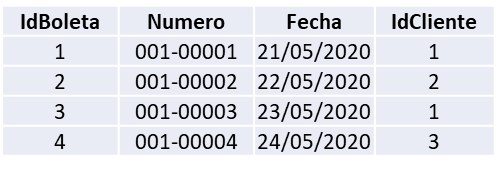 IdBoleta Numero Fecha IdCliente
1 001-00001 21/05/2020 1
2 001-00002 22/05/2020 2
3 001-00003 23/05/2020 1
4 001-00004 24/05/2020 3